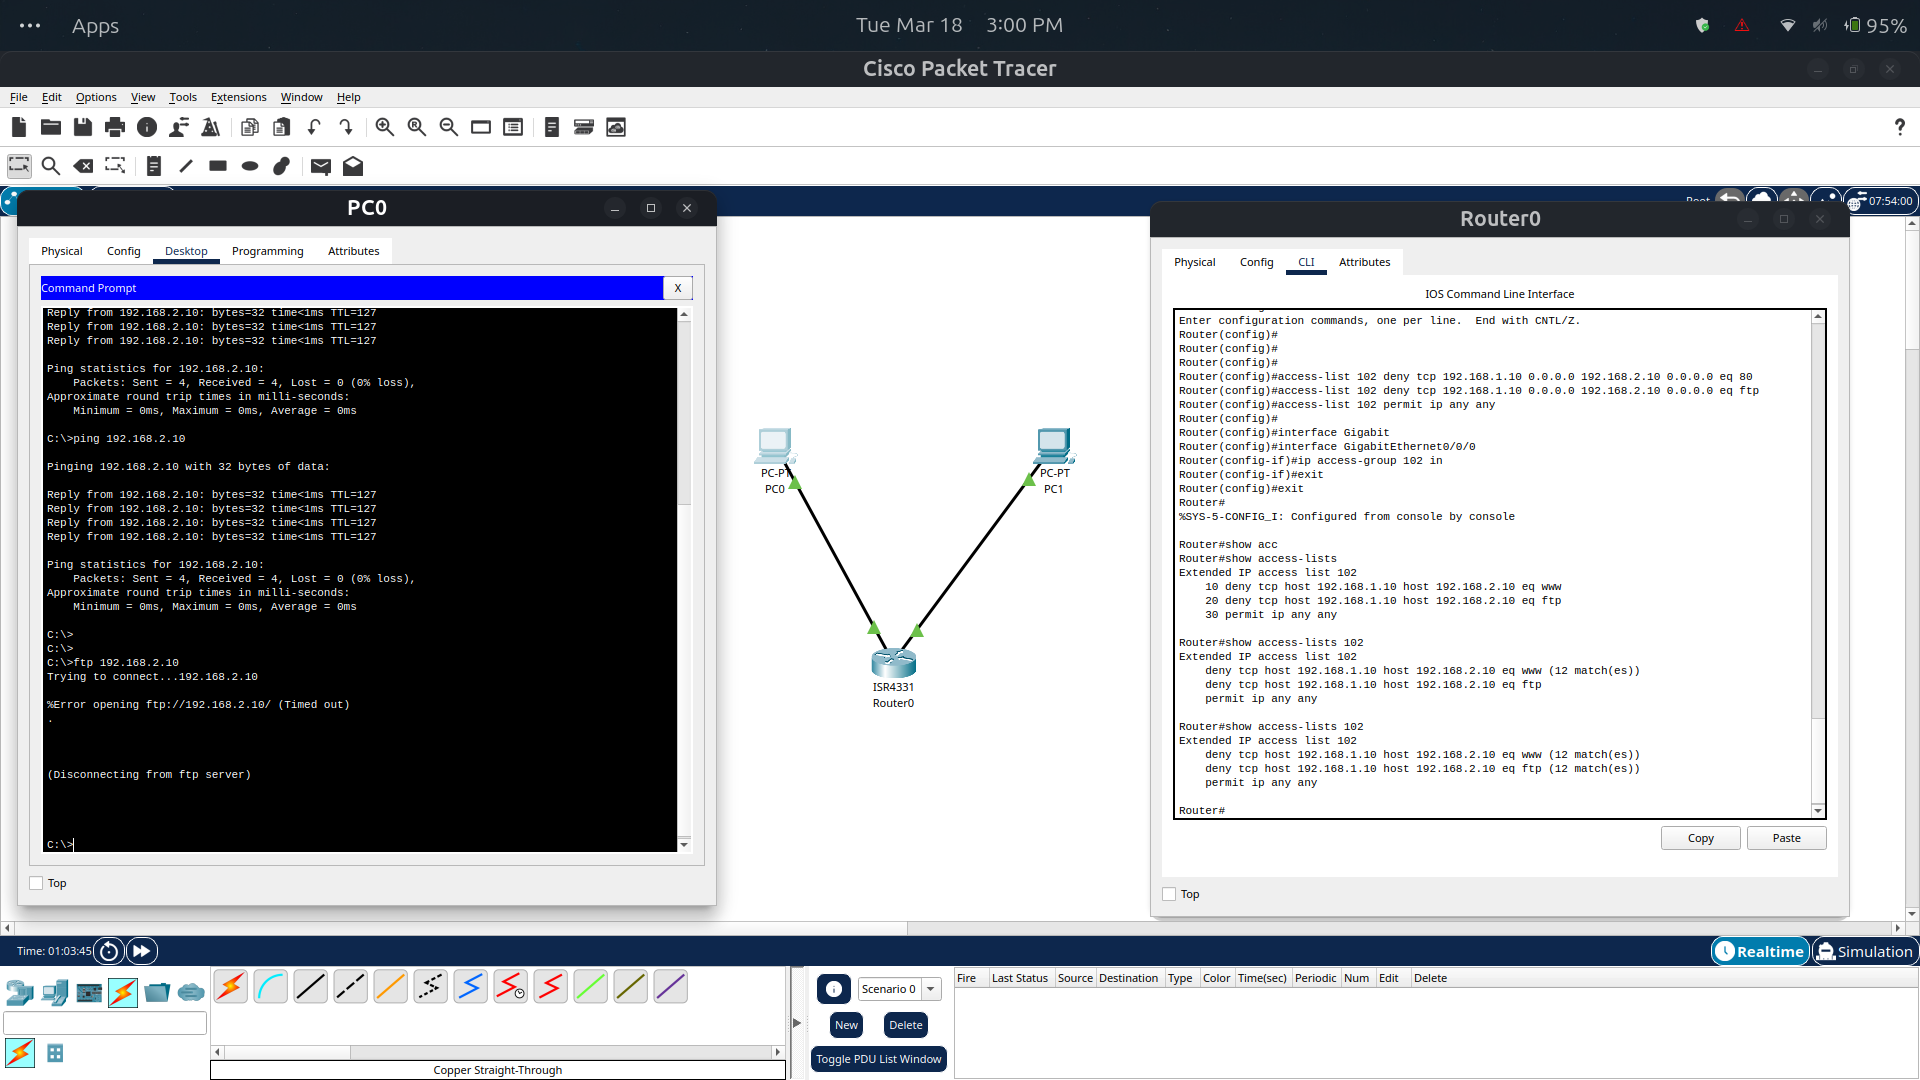 Apps
Tue Mar 18 3:00 PM
95%
Cisco Packet Tracer
File Edit Options View Tools Extensions Window Help
?
07:54:00
PC0
Physical Config Desktop Programming Attributes
Command Prompt
X
Reply from 192.168.2.10: bytes=32 time<1ms TTL=127
Reply from 192.168.2.10: bytes=32 time<1ms TTL=127
Reply from 192.168.2.10: bytes=32 time<1ms TTL=127
Ping statistics for 192.168.2.10:
Packets: Sent = 4, Received = 4, Lost = 0 (0% loss),
Approximate round trip times in milli-seconds:
Minimum = 0ms, Maximum = 0ms, Average = 0ms
C:\>ping 192.168.2.10
Pinging 192.168.2.10 with 32 bytes of data:
Reply from 192.168.2.10: bytes=32 time<1ms TTL=127
Reply from 192.168.2.10: bytes=32 time<1ms TTL=127
Reply from 192.168.2.10: bytes=32 time<1ms TTL=127
Reply from 192.168.2.10: bytes=32 time<1ms TTL=127
Ping statistics for 192.168.2.10:
Packets: Sent = 4, Received = 4, Lost = 0 (0% loss),
Approximate round trip times in milli-seconds:
Minimum = 0ms, Maximum = 0ms, Average = 0ms
C:\>
C:\>
C:\>ftp 192.168.2.10
Trying to connect...192.168.2.10
%Error opening ftp://192.168.2.10/ (Timed out)
.
(Disconnecting from ftp server)
C:\>
Top
PC-PT
PC0
PC-PT
PC1
ISR4331
Router0
Router0
Physical Config CLI Attributes
IOS Command Line Interface
Enter configuration commands, one per line. End with CNTL/Z.
Router(config)#
Router(config)#
Router(config)#
Router(config)#access-list 102 deny tcp 192.168.1.10 0.0.0.0 192.168.2.10 0.0.0.0 eq 80
Router(config)#access-list 102 deny tcp 192.168.1.10 0.0.0.0 192.168.2.10 0.0.0.0 eq ftp
Router(config)#access-list 102 permit ip any any
Router(config)#
Router(config)#interface Gigabit
Router(config)#interface GigabitEthernet0/0/0
Router(config-if)#ip access-group 102 in
Router(config-if)#exit
Router(config)#exit
Router#
%SYS-5-CONFIG_I: Configured from console by console
Router#show acc
Router#show access-lists
Extended IP access list 102
10 deny tcp host 192.168.1.10 host 192.168.2.10 eq www
20 deny tcp host 192.168.1.10 host 192.168.2.10 eq ftp
30 permit ip any any
Router#show access-lists 102
Extended IP access list 102
deny tcp host 192.168.1.10 host 192.168.2.10 eq www (12 match(es))
deny tcp host 192.168.1.10 host 192.168.2.10 eq ftp
permit ip any any
Router#show access-lists 102
Extended IP access list 102
deny tcp host 192.168.1.10 host 192.168.2.10 eq www (12 match(es))
deny tcp host 192.168.1.10 host 192.168.2.10 eq ftp (12 match(es))
permit ip any any
Router#
Copy Paste
Top
Time: 01:03:45
Realtime Simulation
Scenario 0
New Delete
Toggle PDU List Window
Fire Last Status Source Destination Type Color Time(sec) Periodic Num Edit Delete
Copper Straight-Through